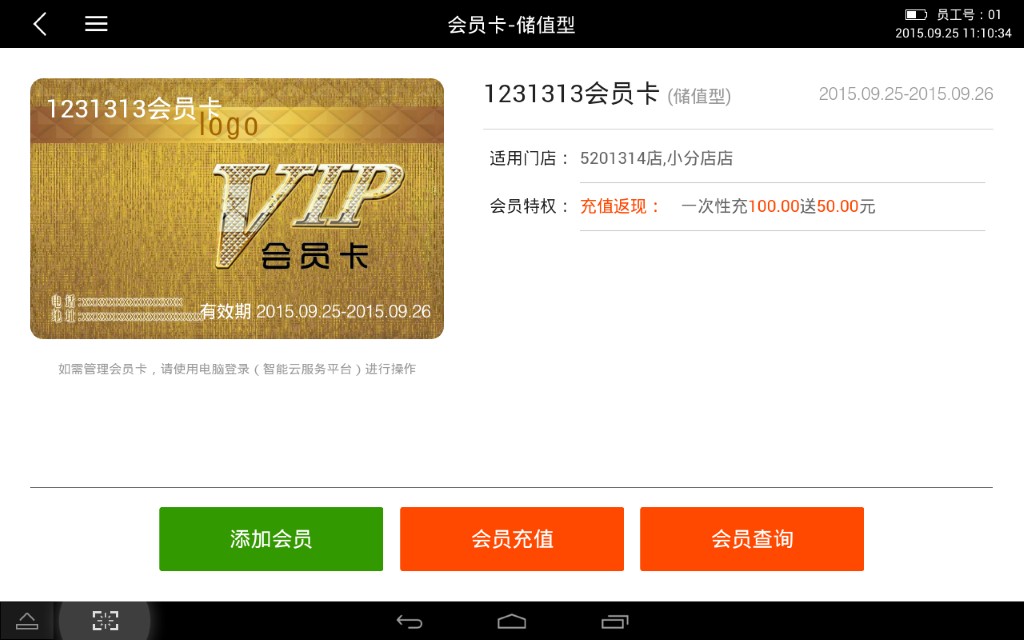 会员卡-储值型
员工号：01
2015.09.25 11:10:34
1231313会员卡
logo
VIP
会员卡
电话:
地址:
有效期 2015.09.25-2015.09.26
如需管理会员卡，请使用电脑登录（智能云服务平台）进行操作
1231313会员卡 (储值型)
2015.09.25-2015.09.26
适用门店： 5201314店,小分店店
会员特权： 充值返现： 一次性充100.00送50.00元
添加会员
会员充值
会员查询